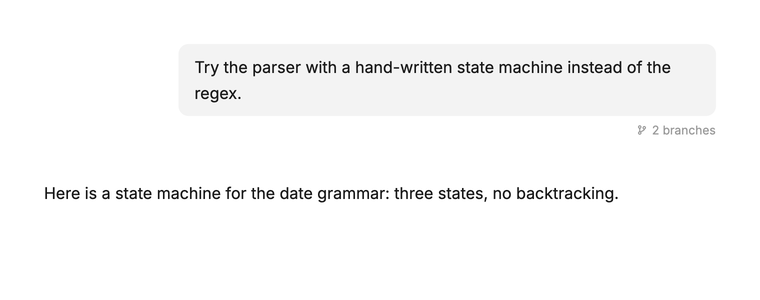 Try the parser with a hand-written state machine instead of the
regex.
2 branches
Here is a state machine for the date grammar: three states, no backtracking.